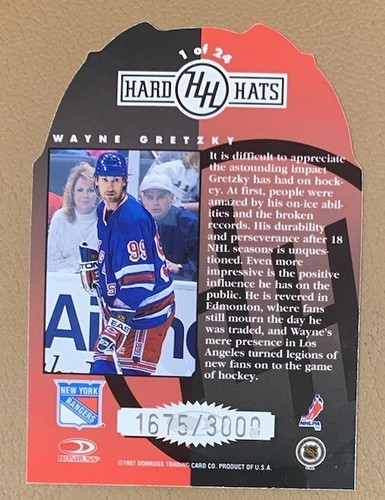 1 of 24
HARD HH HATS
WAYNE GRETZKY
It is difficult to appreciate
the astounding impact
Gretzky has had on hock-
ey. At first, people were
amazed by his on-ice abil-
ities and the broken
records. His durability
and perseverance after 18
NHL seasons is unques-
tioned. Even more
impressive is the positive
influence he has on the
public. He is revered in
Edmonton, where fans
still mourn the day he
was traded, and Wayne's
mere presence in Los
Angeles turned legions of
new fans on to the game
of hockey.
99
NEW YORK
RANGERS
1675/3000
NHLPA
DONRUSS
©1997 DONRUSS TRADING CARD CO. PRODUCT OF U.S.A.